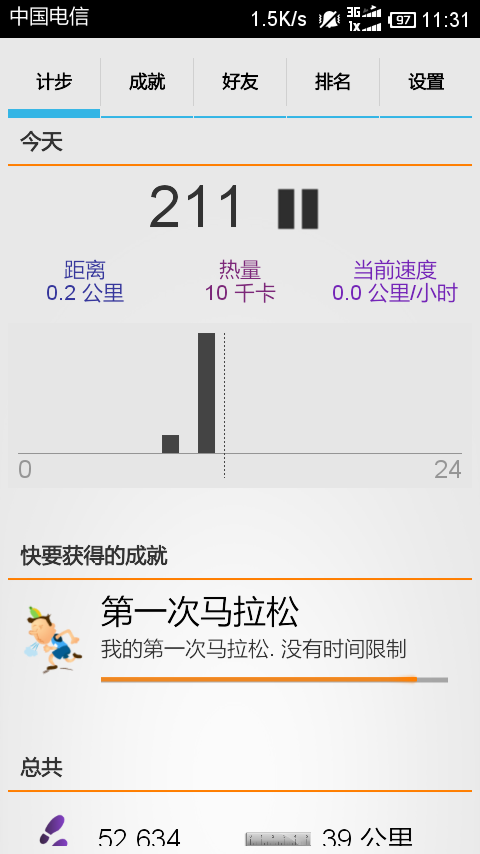 中国电信 1.5K/s 3G 1x 97 11:31
计步 成就 好友 排名 设置
今天
211
距离 热量 当前速度
0.2 公里 10 千卡 0.0 公里/小时
0 24
快要获得的成就
第一次马拉松
我的第一次马拉松. 没有时间限制
总共
52,634 39 公里